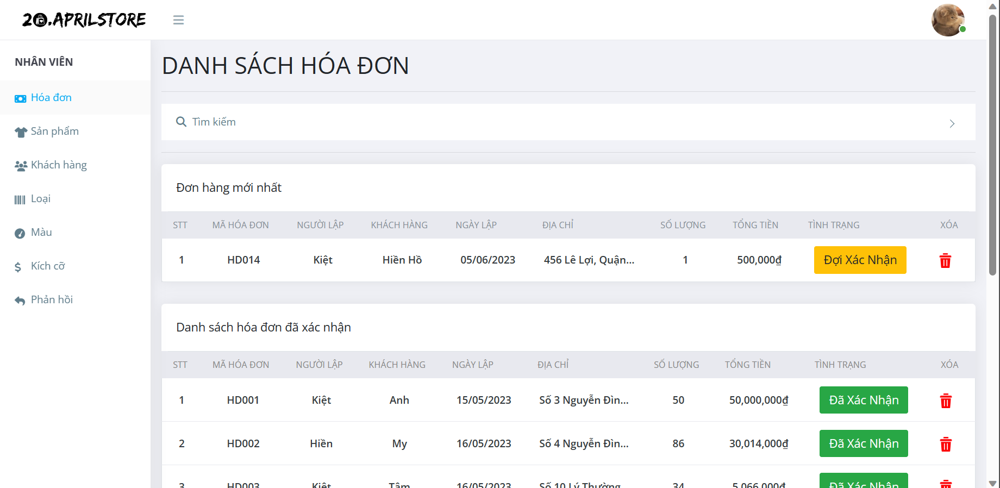 20.APRILSTORE
NHÂN VIÊN
Hóa đơn
Sản phẩm
Khách hàng
Loại
Màu
Kích cỡ
Phản hồi
DANH SÁCH HÓA ĐƠN
Tìm kiếm
Đơn hàng mới nhất
STT MÃ HÓA ĐƠN NGƯỜI LẬP KHÁCH HÀNG NGÀY LẬP ĐỊA CHỈ SỐ LƯỢNG TỔNG TIỀN TÌNH TRẠNG XÓA
1 HD014 Kiệt Hiền Hồ 05/06/2023 456 Lê Lợi, Quận... 1 500,000₫ Đợi Xác Nhận
Danh sách hóa đơn đã xác nhận
STT MÃ HÓA ĐƠN NGƯỜI LẬP KHÁCH HÀNG NGÀY LẬP ĐỊA CHỈ SỐ LƯỢNG TỔNG TIỀN TÌNH TRẠNG XÓA
1 HD001 Kiệt Anh 15/05/2023 Số 3 Nguyễn Đìn... 50 50,000,000₫ Đã Xác Nhận
2 HD002 Hiền My 16/05/2023 Số 4 Nguyễn Đìn... 86 30,014,000₫ Đã Xác Nhận
3 HD003 Kiệt Tâm 16/05/2023 Số 10 Lý Thường... 34 5,066,000₫ Đã Xác Nhận